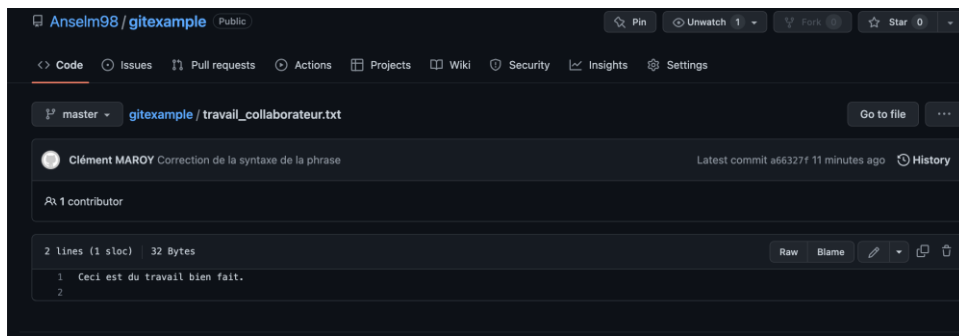 Anselm98 / gitexample Public Pin Unwatch 1 Fork 0 Star 0
Code Issues Pull requests Actions Projects Wiki Security Insights Settings
master gitexample / travail_collaborateur.txt Go to file ...
Clément MAROY Correction de la syntaxe de la phrase Latest commit a66327f 11 minutes ago History
1 contributor
2 lines (1 sloc) 32 Bytes Raw Blame
1 Ceci est du travail bien fait.
2